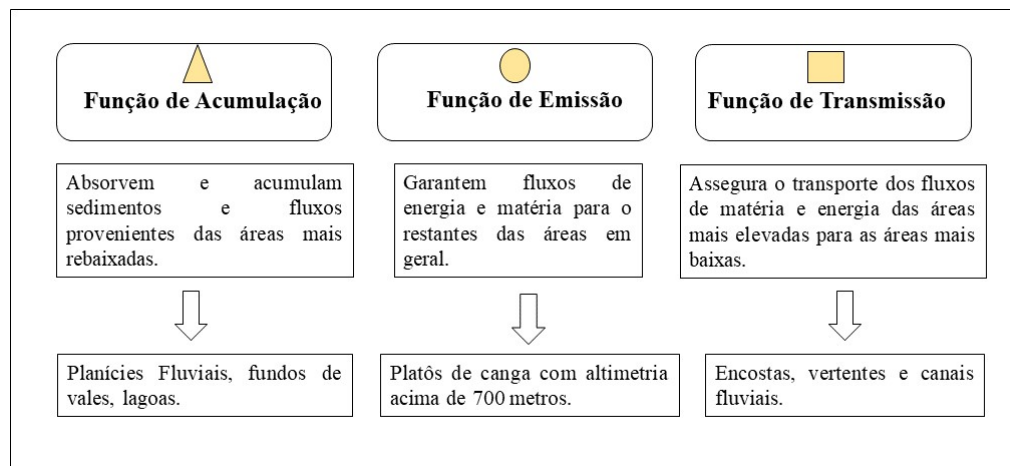 Função de Acumulação
Absorvem e acumulam
sedimentos e fluxos
provenientes das áreas mais
rebaixadas.
Planícies Fluviais, fundos de
vales, lagoas.
Função de Emissão
Garantem fluxos de
energia e matéria para o
restantes das áreas em
geral.
Platôs de canga com altimetria
acima de 700 metros.
Função de Transmissão
Assegura o transporte dos fluxos
de matéria e energia das áreas
mais elevadas para as áreas mais
baixas.
Encostas, vertentes e canais
fluviais.